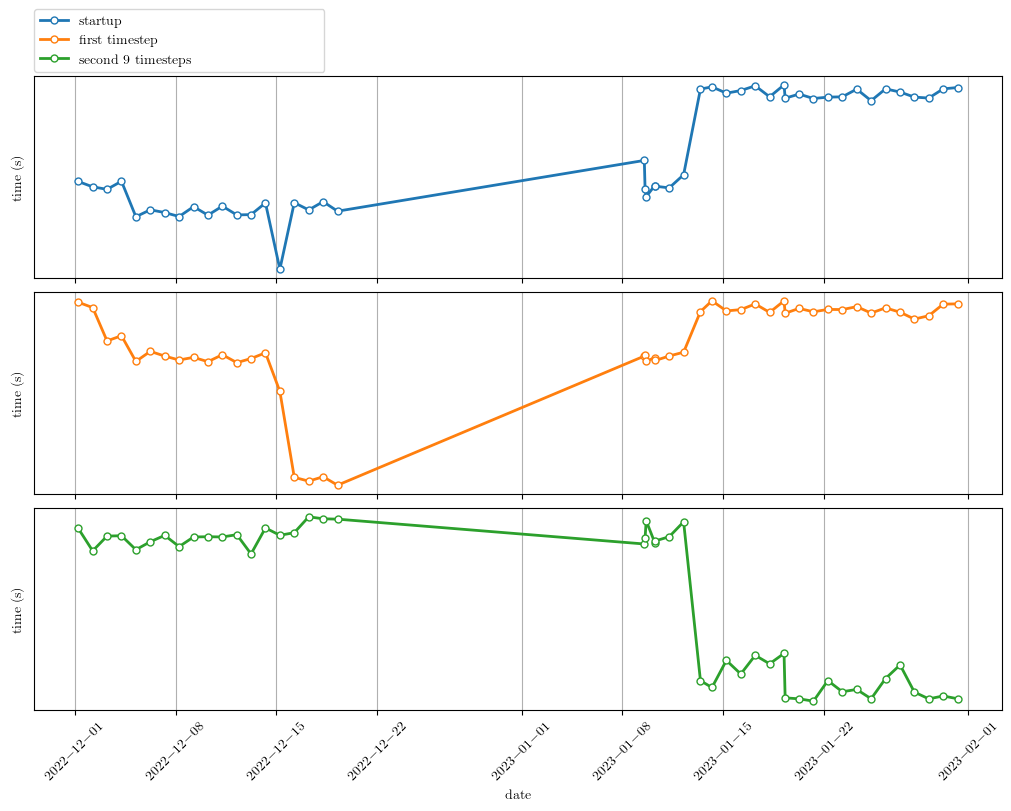 startup
first timestep
second 9 timesteps
time (s)
time (s)
time (s)
2022−12−01
2022−12−08
2022−12−15
2022−12−22
2023−01−01
2023−01−08
2023−01−15
2023−01−22
2023−02−01
date